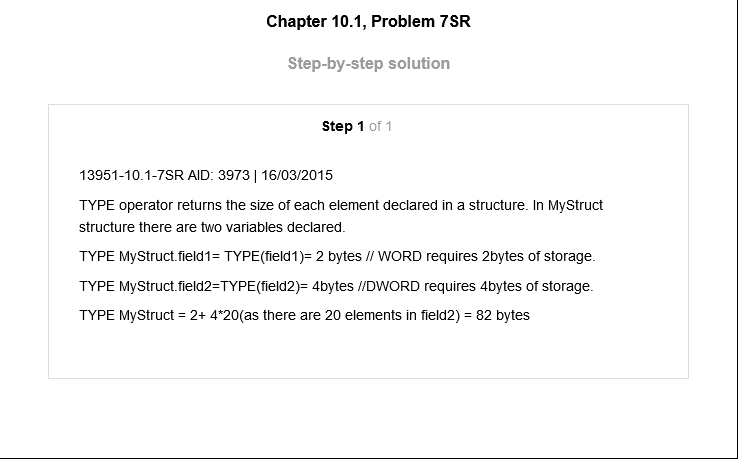 Chapter 10.1, Problem 7SR
Step-by-step solution
Step 1 of 1
13951-10.1-7SR AID: 3973 | 16/03/2015
TYPE operator returns the size of each element declared in a structure. In MyStruct
structure there are two variables declared.
TYPE MyStruct.field1= TYPE(field1)= 2 bytes // WORD requires 2bytes of storage.
TYPE MyStruct.field2=TYPE(field2)= 4bytes //DWORD requires 4bytes of storage.
TYPE MyStruct = 2+ 4*20(as there are 20 elements in field2) = 82 bytes